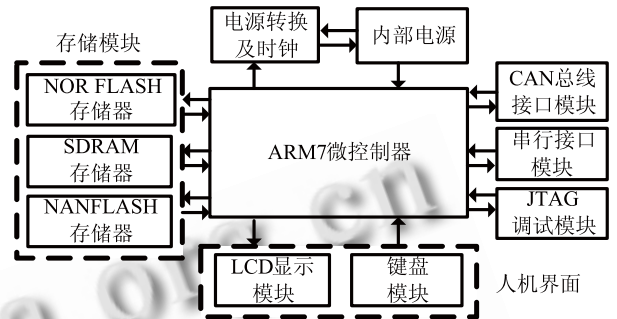 电源转换
及时钟
内部电源
存储模块
NOR FLASH
存储器
SDRAM
存储器
NANFLASH
存储器
ARM7微控制器
CAN总线
接口模块
串行接口
模块
JTAG
调试模块
LCD显示
模块
键盘
模块
人机界面